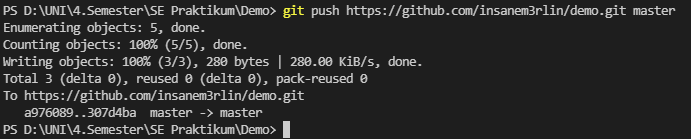 PS D:\UNI\4.Semester\SE Praktikum\Demo> git push https://github.com/insanem3rlin/demo.git master
Enumerating objects: 5, done.
Counting objects: 100% (5/5), done.
Writing objects: 100% (3/3), 280 bytes | 280.00 KiB/s, done.
Total 3 (delta 0), reused 0 (delta 0), pack-reused 0
To https://github.com/insanem3rlin/demo.git
   a976089..307d4ba  master -> master
PS D:\UNI\4.Semester\SE Praktikum\Demo>